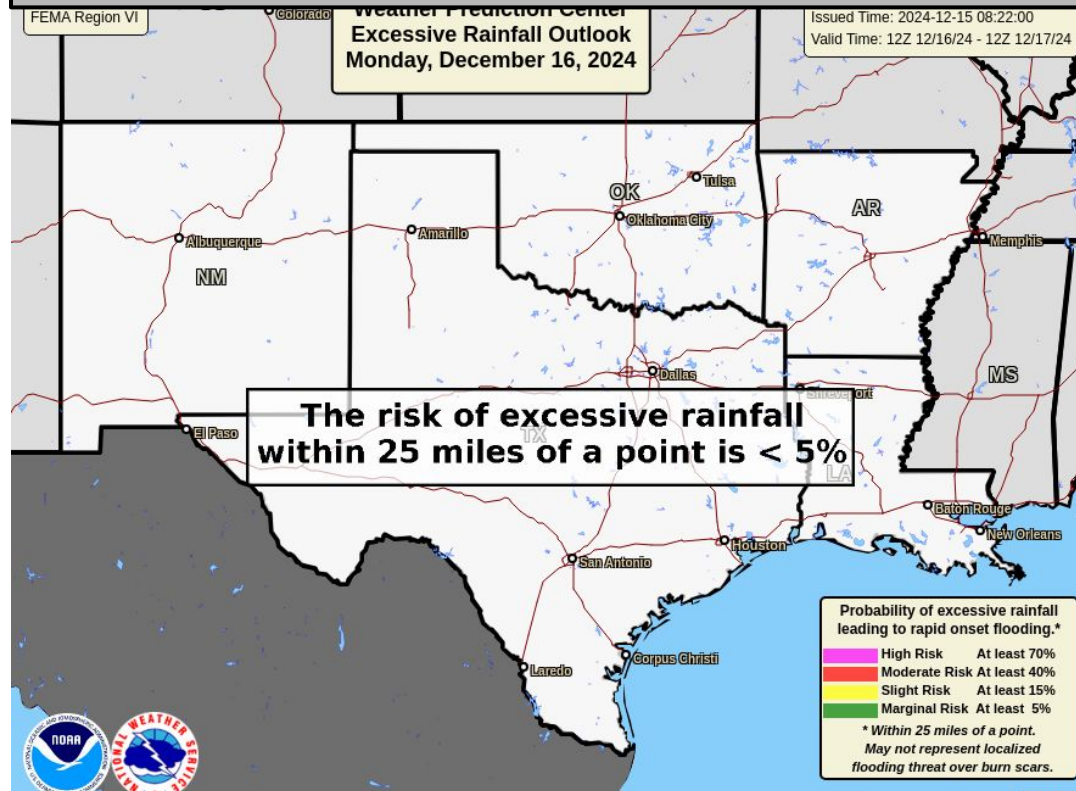 FEMA Region VI
Weather Prediction Center
Excessive Rainfall Outlook
Monday, December 16, 2024
Issued Time: 2024-12-15 08:22:00
Valid Time: 12Z 12/16/24 - 12Z 12/17/24
Colorado
OK
Tulsa
AR
Oklahoma City
Albuquerque
Amarillo
Memphis
NM
Dallas
MS
Shreveport
The risk of excessive rainfall
within 25 miles of a point is < 5%
El Paso
TX
LA
Baton Rouge
New Orleans
Houston
San Antonio
Corpus Christi
Laredo
Probability of excessive rainfall
leading to rapid onset flooding.*
High Risk At least 70%
Moderate Risk At least 40%
Slight Risk At least 15%
Marginal Risk At least 5%
* Within 25 miles of a point.
May not represent localized
flooding threat over burn scars.
NOAA
NATIONAL WEATHER SERVICE